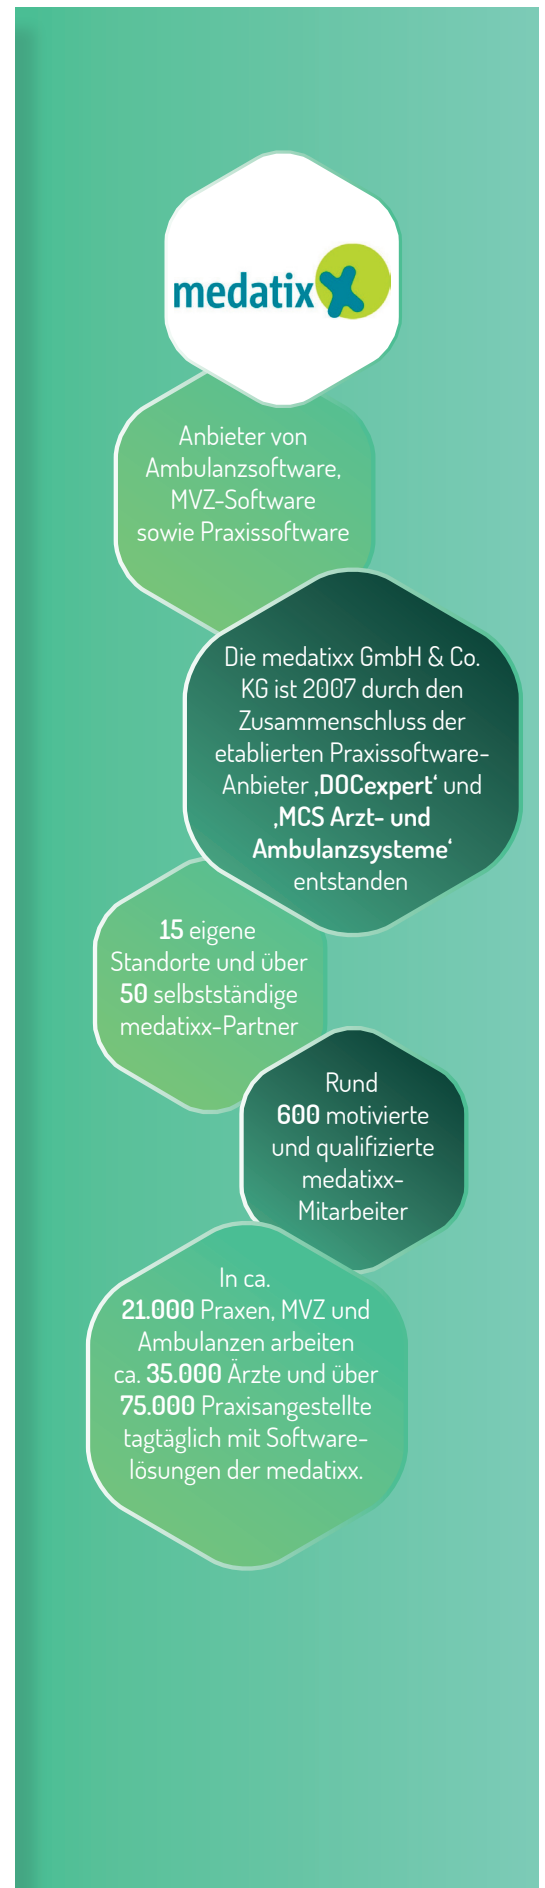 medatixx
Anbieter von
Ambulanzsoftware,
MVZ-Software
sowie Praxissoftware
Die medatixx GmbH & Co.
KG ist 2007 durch den
Zusammenschluss der
etablierten Praxissoftware-
Anbieter ‚DOCexpert‘ und
‚MCS Arzt- und
Ambulanzsysteme‘
entstanden
15 eigene
Standorte und über
50 selbstständige
medatixx-Partner
Rund
600 motivierte
und qualifizierte
medatixx-
Mitarbeiter
In ca.
21.000 Praxen, MVZ und
Ambulanzen arbeiten
ca. 35.000 Ärzte und über
75.000 Praxisangestellte
tagtäglich mit Software-
lösungen der medatixx.